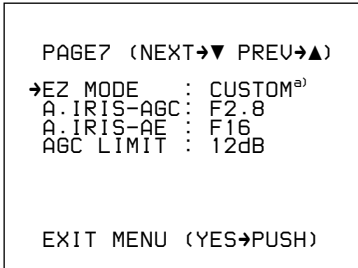 PAGE7 (NEXT➔▼ PREV➔▲)
➔EZ MODE : CUSTOMa)
A.IRIS-AGC: F2.8
A.IRIS-AE : F16
AGC LIMIT : 12dB
EXIT MENU (YES➔PUSH)